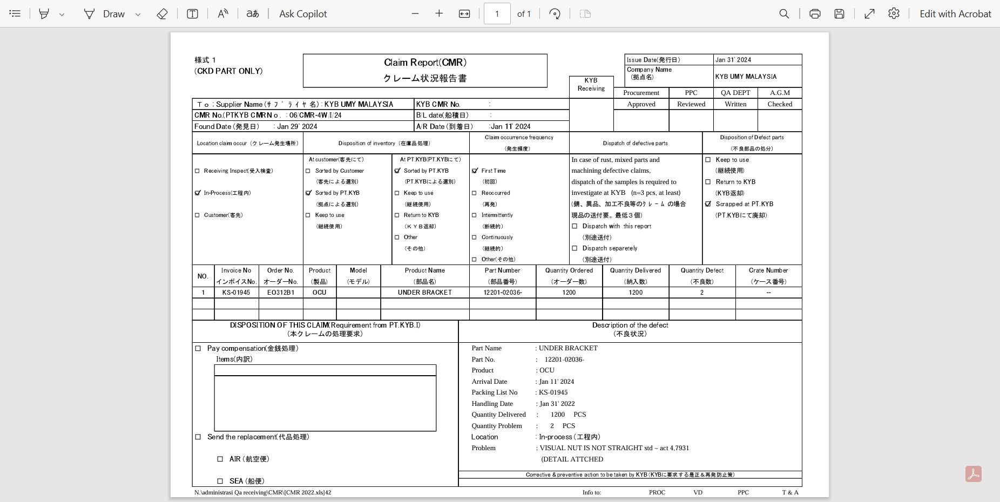 Draw
Ask Copilot
1 of 1
Edit with Acrobat
様式 1
(CKD PART ONLY)
Claim Report(CMR)
クレーム状況報告書
Issue Date(発行日) Jan 31' 2024
Company Name
(拠点名)
KYB UMY MALAYSIA
KYB
Receiving
Procurement PPC QA DEPT A.G.M
Approved Reviewed Written Checked
To ; Supplier Name (サプライヤ名) : KYB UMY MALAYSIA
KYB CMR No. :
CMR No.(PTKYB CMRNo. : 06/CMR-4W/I/24
B/L date(船積日) :
Found Date (発見日) : Jan 29' 2024
A/R Date (到着日) :Jan 11' 2024
Location claim occur (クレーム発生場所)
Disposition of inventory (在庫品処理)
Claim occurrence frequency
(発生頻度)
Dispatch of defective parts
Disposition of Defect parts
(不良部品の処分)
☐ Receiving Inspect(受入検査)
☑ In-Process(工程内)
☐ Customer(客先)
At customer(客先にて)
☐ Sorted by Customer
(客先による選別)
☑ Sorted by PT.KYB
(拠点による選別)
☐ Keep to use
(継続使用)
At PT.KYB(PT.KYBにて)
☑ Sorted by PT.KYB
(PT.KYBによる選別)
☐ Keep to use
(継続使用)
☐ Return to KYB
(KYB返却)
☐ Other
(その他)
☑ First Time
(初回)
☐ Reoccurred
(再発)
☐ Intermittently
(断続的)
☐ Continuously
(継続的)
☐ Other(その他)
In case of rust, mixed parts and
machining defective claims,
dispatch of the samples is required to
investigate at KYB (n=3 pcs, at least)
(錆、異品、加工不良等のクレームの場合
現品の送付要。最低3個)
☐ Dispatch with this report
(別途送付)
☐ Dispatch separetely
(別途送付)
☐ Keep to use
(継続使用)
☐ Return to KYB
(KYB返却)
☑ Scrapped at PT.KYB
(PT.KYBにて廃却)
NO. Invoice No Order No. Product Model Product Name Part Number Quantity Ordered Quantity Delivered Quantity Defect Crate Number
インボイスNo. オーダーNo. (製品) (モデル) (部品名) (部品番号) (オーダー数) (納入数) (不良数) (ケース番号)
1 KS-01945 EO312B1 OCU UNDER BRACKET 12201-02036- 1200 1200 2 --
DISPOSITION OF THIS CLAIM(Requirement from PT.KYB.I)
(本クレームの処理要求)
Description of the defect
(不良状況)
☐ Pay compensation(金銭処理)
Items(内訳)
☐ Send the replacement(代品処理)
☐ AIR (航空便)
☐ SEA (船便)
Part Name : UNDER BRACKET
Part No. : 12201-02036-
Product : OCU
Arrival Date : Jan 11' 2024
Packing List No : KS-01945
Handling Date : Jan 31' 2022
Quantity Delivered : 1200 PCS
Quantity Problem : 2 PCS
Location : In-process (工程内)
Problem : VISUAL NUT IS NOT STRAIGHT std ~ act 4,7931
(DETAIL ATTCHED
Corrective & preventive action to be taken by KYB (KYBに要求する是正&再発防止策)
N.\administrasi Qa receiving\CMR\[CMR 2022.xls]42
Info to: PROC VD PPC T & A